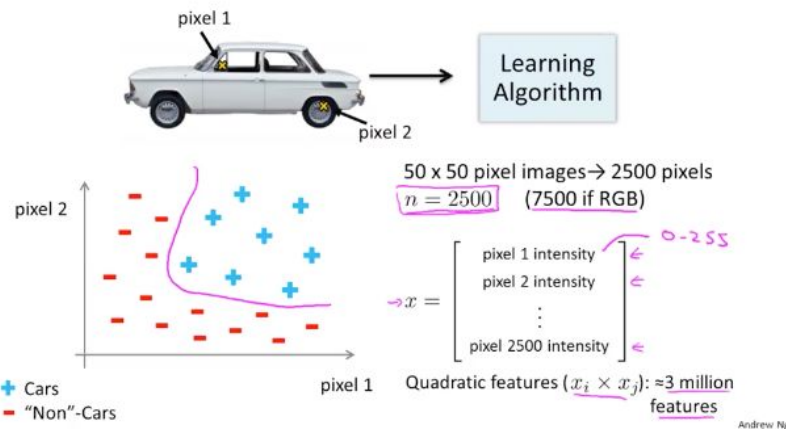 pixel 1
Learning
Algorithm
pixel 2
50 x 50 pixel images→ 2500 pixels
n = 2500 (7500 if RGB)
pixel 2
0-255
pixel 1 intensity
pixel 2 intensity
x =
⋮
pixel 2500 intensity
pixel 1
Quadratic features (xᵢ × xⱼ): ≈3 million
features
+ Cars
− “Non”-Cars
Andrew Ng